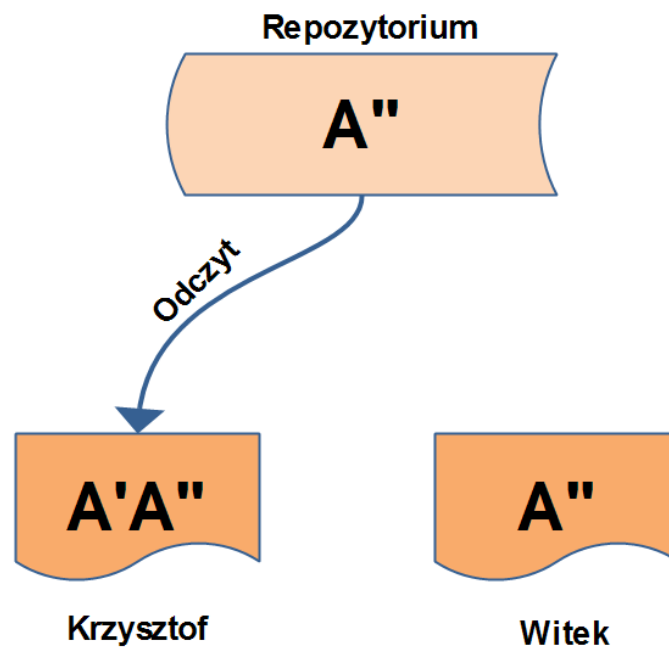 Repozytorium
A"
Odczyt
A'A"
A"
Krzysztof
Witek